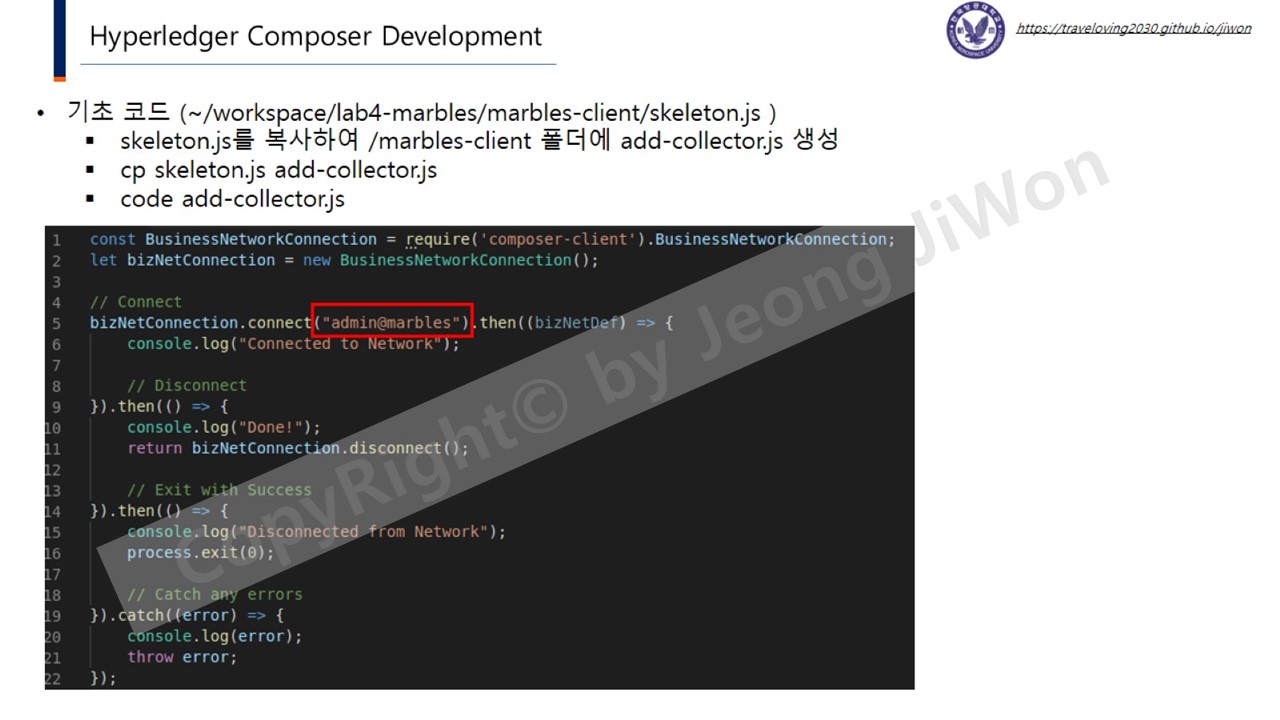 Hyperledger Composer Development
https://traveloving2030.github.io/jiwon
• 기초 코드 (~/workspace/lab4-marbles/marbles-client/skeleton.js )
▪ skeleton.js를 복사하여 /marbles-client 폴더에 add-collector.js 생성
▪ cp skeleton.js add-collector.js
▪ code add-collector.js
1 const BusinessNetworkConnection = require('composer-client').BusinessNetworkConnection;
2 let bizNetConnection = new BusinessNetworkConnection();
3
4 // Connect
5 bizNetConnection.connect("admin@marbles").then((bizNetDef) => {
6 console.log("Connected to Network");
7
8 // Disconnect
9 }).then(() => {
10 console.log("Done!");
11 return bizNetConnection.disconnect();
12
13 // Exit with Success
14 }).then(() => {
15 console.log("Disconnected from Network");
16 process.exit(0);
17
18 // Catch any errors
19 }).catch((error) => {
20 console.log(error);
21 throw error;
22 });
CopyRight© by Jeong JiWon